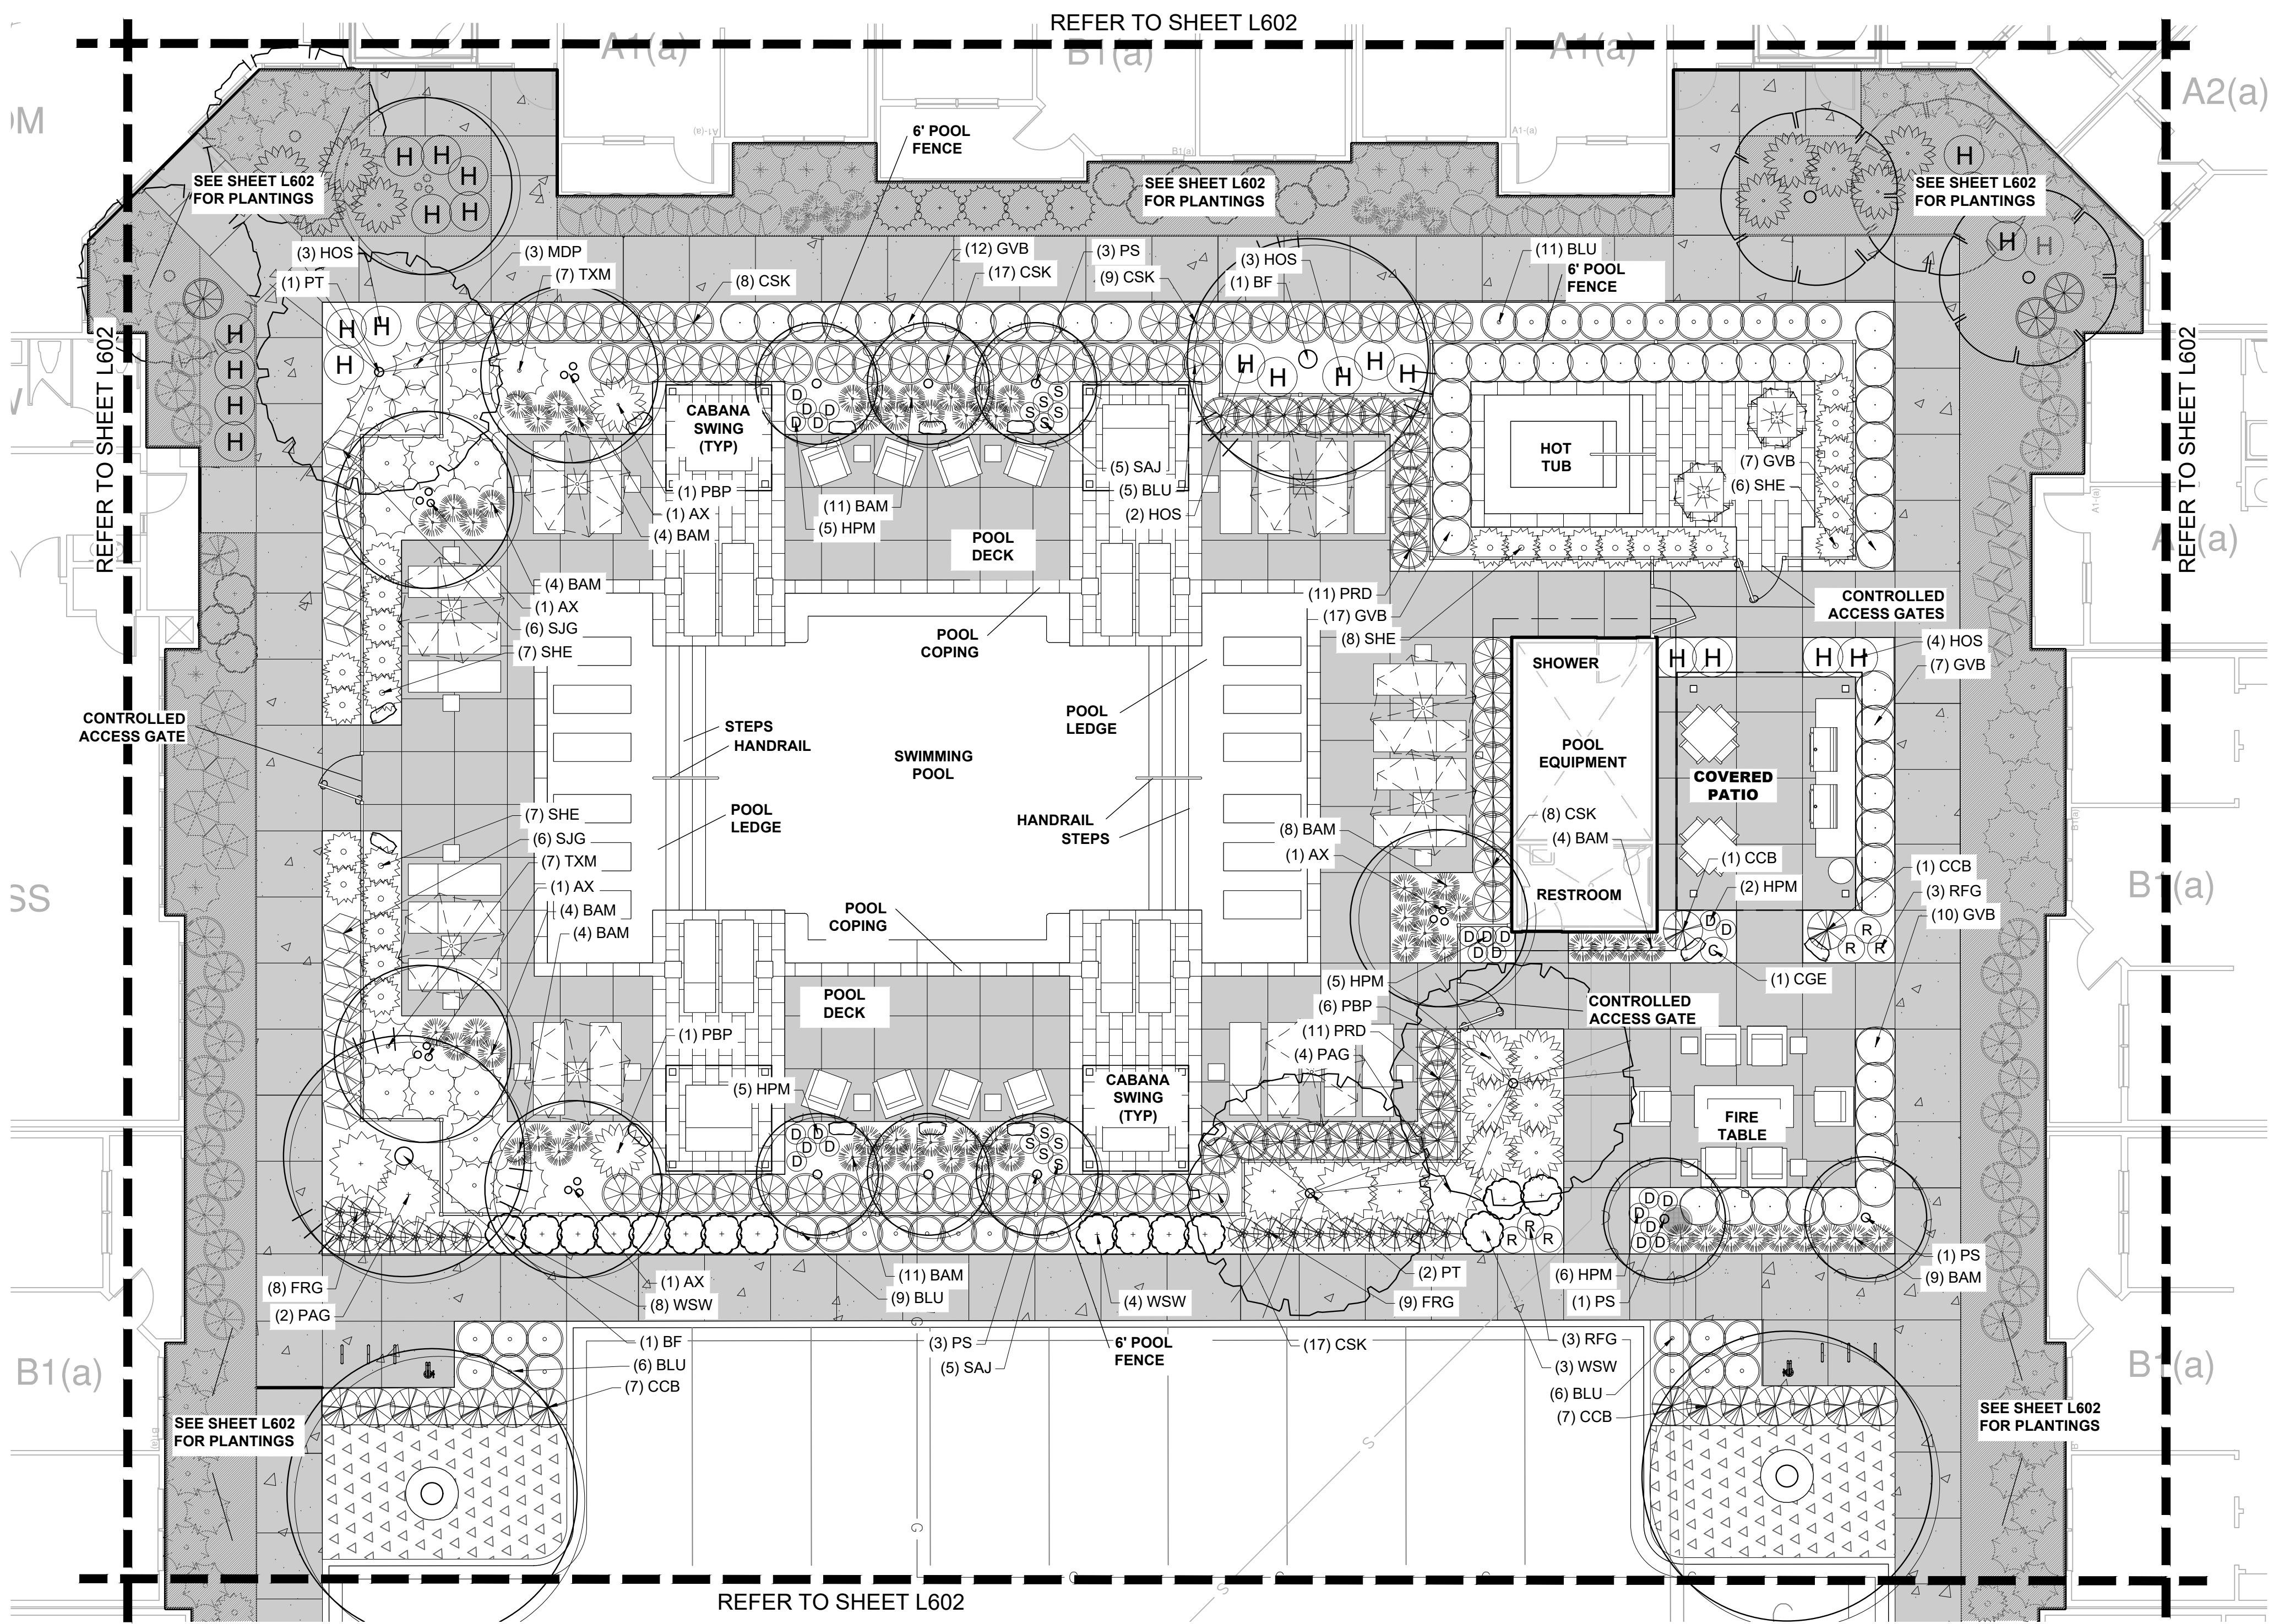 REFER TO SHEET L602
A1(a)
B1(a)
A1(a)
A2(a)
A1-(a)
B1(a)
A1-(a)
6' POOL
FENCE
SEE SHEET L602
FOR PLANTINGS
SEE SHEET L602
FOR PLANTINGS
SEE SHEET L602
FOR PLANTINGS
H H
H
H H
H
H H
(3) HOS
(1) PT
(3) MDP
(7) TXM
(8) CSK
(12) GVB
(17) CSK
(3) PS
(9) CSK
(3) HOS
(1) BF
(11) BLU
6' POOL
FENCE
REFER TO SHEET L602
REFER TO SHEET L602
H
H
H
H
H H
H
H
H
H
H
H
CABANA
SWING
(TYP)
D
D
D
D
D
S
S
S
S
S
HOT
TUB
(7) GVB
(6) SHE
(5) SAJ
(5) BLU
(2) HOS
(1) PBP
(1) AX
(4) BAM
(11) BAM
(5) HPM
POOL
DECK
A1-(a)
(4) BAM
(1) AX
(6) SJG
(7) SHE
(11) PRD
(17) GVB
(8) SHE
CONTROLLED
ACCESS GATES
(4) HOS
(7) GVB
POOL
COPING
SHOWER
H H
H H
CONTROLLED
ACCESS GATE
STEPS
HANDRAIL
POOL
LEDGE
SWIMMING
POOL
POOL
EQUIPMENT
COVERED
PATIO
(7) SHE
(6) SJG
(7) TXM
(1) AX
(4) BAM
(4) BAM
POOL
LEDGE
HANDRAIL
STEPS
(8) BAM
(1) AX
(8) CSK
(4) BAM
(1) CCB
(2) HPM
(1) CCB
(3) RFG
(10) GVB
B1(a)
B1(a)
RESTROOM
POOL
COPING
D
D
C
R
R
R
D D D
D D
(1) CGE
POOL
DECK
(5) HPM
(6) PBP
(11) PRD
(4) PAG
CONTROLLED
ACCESS GATE
(1) PBP
(5) HPM
CABANA
SWING
(TYP)
FIRE
TABLE
D
D
D
D
D
S
S
S
S
S
R
R
R
D
D
D
D
D
D
(8) FRG
(2) PAG
(1) AX
(8) WSW
(11) BAM
(9) BLU
(4) WSW
(2) PT
(9) FRG
(6) HPM
(1) PS
(1) PS
(9) BAM
(1) BF
(6) BLU
(7) CCB
(3) PS
(5) SAJ
6' POOL
FENCE
(17) CSK
(3) RFG
(3) WSW
(6) BLU
(7) CCB
B1(a)
B1(a)
B1(a)
SEE SHEET L602
FOR PLANTINGS
SEE SHEET L602
FOR PLANTINGS
G
G
S
S
REFER TO SHEET L602